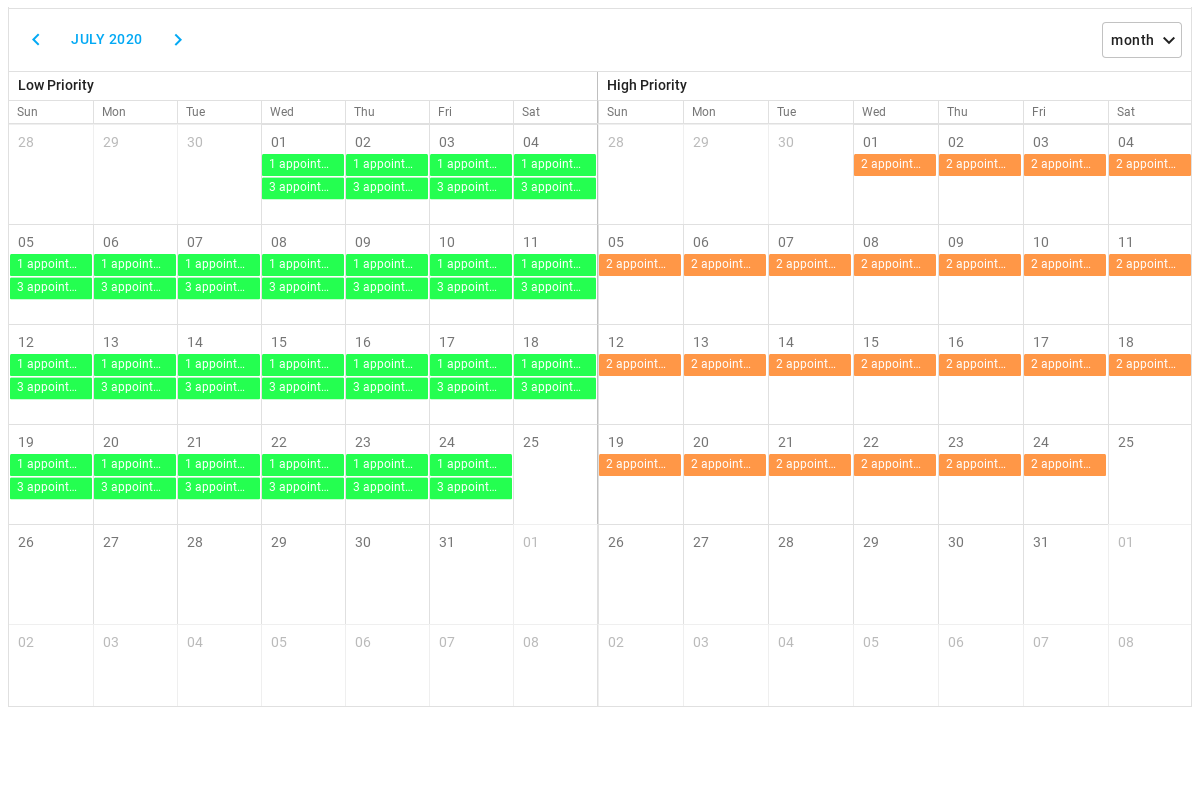 JULY 2020 month
Low Priority High Priority
Sun Mon Tue Wed Thu Fri Sat Sun Mon Tue Wed Thu Fri Sat
28 29 30 01 02 03 04 28 29 30 01 02 03 04
1 appoint... 1 appoint... 1 appoint... 1 appoint... 2 appoint... 2 appoint... 2 appoint... 2 appoint...
3 appoint... 3 appoint... 3 appoint... 3 appoint...
05 06 07 08 09 10 11 05 06 07 08 09 10 11
1 appoint... 1 appoint... 1 appoint... 1 appoint... 1 appoint... 1 appoint... 1 appoint... 2 appoint... 2 appoint... 2 appoint... 2 appoint... 2 appoint... 2 appoint... 2 appoint...
3 appoint... 3 appoint... 3 appoint... 3 appoint... 3 appoint... 3 appoint... 3 appoint...
12 13 14 15 16 17 18 12 13 14 15 16 17 18
1 appoint... 1 appoint... 1 appoint... 1 appoint... 1 appoint... 1 appoint... 1 appoint... 2 appoint... 2 appoint... 2 appoint... 2 appoint... 2 appoint... 2 appoint... 2 appoint...
3 appoint... 3 appoint... 3 appoint... 3 appoint... 3 appoint... 3 appoint... 3 appoint...
19 20 21 22 23 24 25 19 20 21 22 23 24 25
1 appoint... 1 appoint... 1 appoint... 1 appoint... 1 appoint... 1 appoint... 2 appoint... 2 appoint... 2 appoint... 2 appoint... 2 appoint... 2 appoint...
3 appoint... 3 appoint... 3 appoint... 3 appoint... 3 appoint... 3 appoint...
26 27 28 29 30 31 01 26 27 28 29 30 31 01
02 03 04 05 06 07 08 02 03 04 05 06 07 08